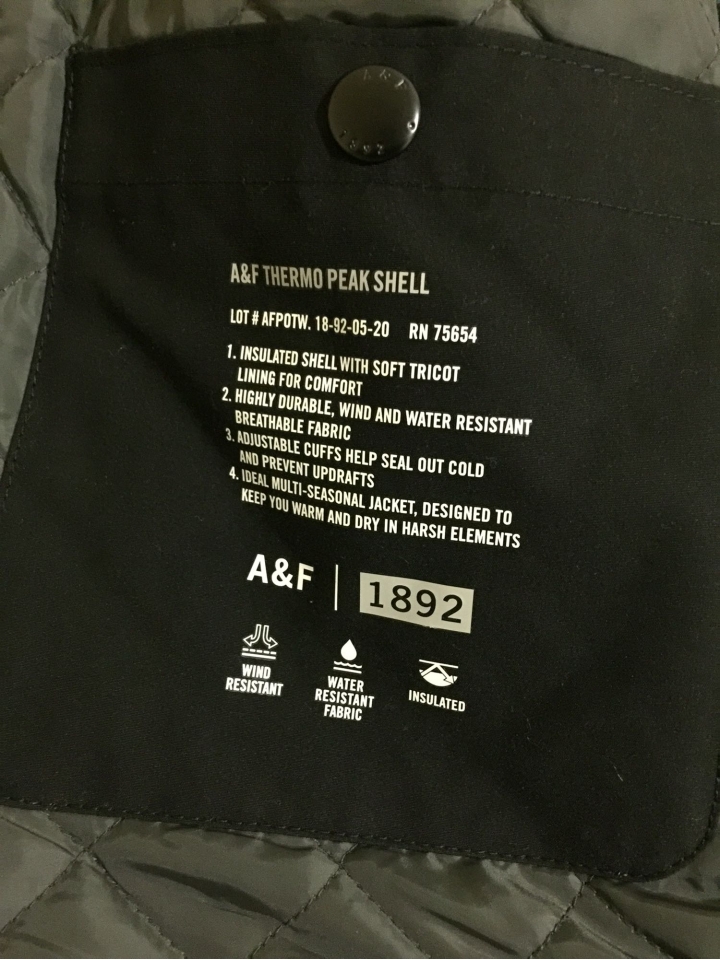 A&F
1892
A&F THERMO PEAK SHELL
LOT # AFPOTW. 18-92-05-20 RN 75654
1. INSULATED SHELL WITH SOFT TRICOT
LINING FOR COMFORT
2. HIGHLY DURABLE, WIND AND WATER RESISTANT
BREATHABLE FABRIC
3. ADJUSTABLE CUFFS HELP SEAL OUT COLD
AND PREVENT UPDRAFTS
4. IDEAL MULTI-SEASONAL JACKET, DESIGNED TO
KEEP YOU WARM AND DRY IN HARSH ELEMENTS
A&F | 1892
WIND
RESISTANT
WATER
RESISTANT
FABRIC
INSULATED